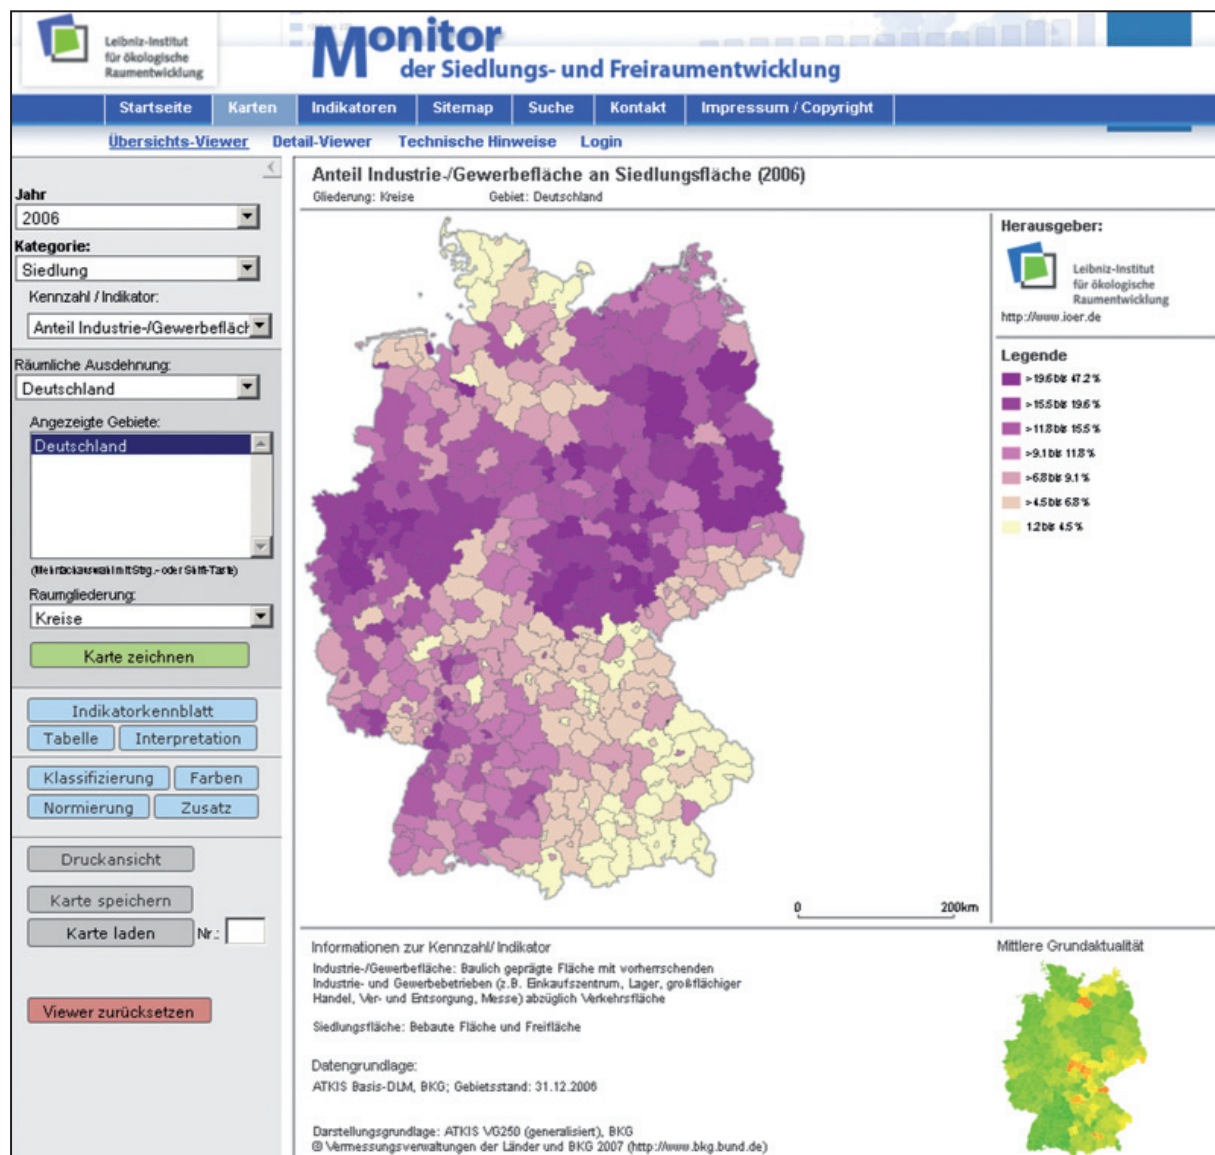 Leibniz-Institut
für ökologische
Raumentwicklung
Monitor
der Siedlungs- und Freiraumentwicklung
Startseite
Karten
Indikatoren
Sitemap
Suche
Kontakt
Impressum / Copyright
Übersichts-Viewer
Detail-Viewer
Technische Hinweise
Login
Jahr
2006
Kategorie:
Siedlung
Kennzahl / Indikator:
Anteil Industrie-/Gewerbefläch
Räumliche Ausdehnung:
Deutschland
Angezeigte Gebiete:
Deutschland
(Mehrfachauswahl mit Strg.- oder Shift-Taste)
Raumgliederung:
Kreise
Karte zeichnen
Indikatorkennblatt
Tabelle
Interpretation
Klassifizierung
Farben
Normierung
Zusatz
Druckansicht
Karte speichern
Karte laden
Nr.:
Viewer zurücksetzen
Anteil Industrie-/Gewerbefläche an Siedlungsfläche (2006)
Gliederung: Kreise
Gebiet: Deutschland
0
200km
Herausgeber:
Leibniz-Institut
für ökologische
Raumentwicklung
http://www.ioer.de
Legende
>19.6 bis 47.2 %
>15.5 bis 19.6 %
>11.8 bis 15.5 %
>9.1 bis 11.8 %
>6.8 bis 9.1 %
>4.5 bis 6.8 %
1.2 bis 4.5 %
Informationen zur Kennzahl/ Indikator
Industrie-/Gewerbefläche: Baulich geprägte Fläche mit vorherrschenden
Industrie- und Gewerbebetrieben (z.B. Einkaufszentrum, Lager, großflächiger
Handel, Ver- und Entsorgung, Messe) abzüglich Verkehrsfläche
Siedlungsfläche: Bebaute Fläche und Freifläche
Datengrundlage:
ATKIS Basis-DLM, BKG; Gebietsstand: 31.12.2006
Darstellungsgrundlage: ATKIS VG250 (generalisiert), BKG
@ Vermessungsverwaltungen der Länder und BKG 2007 (http://www.bkg.bund.de)
Mittlere Grundaktualität